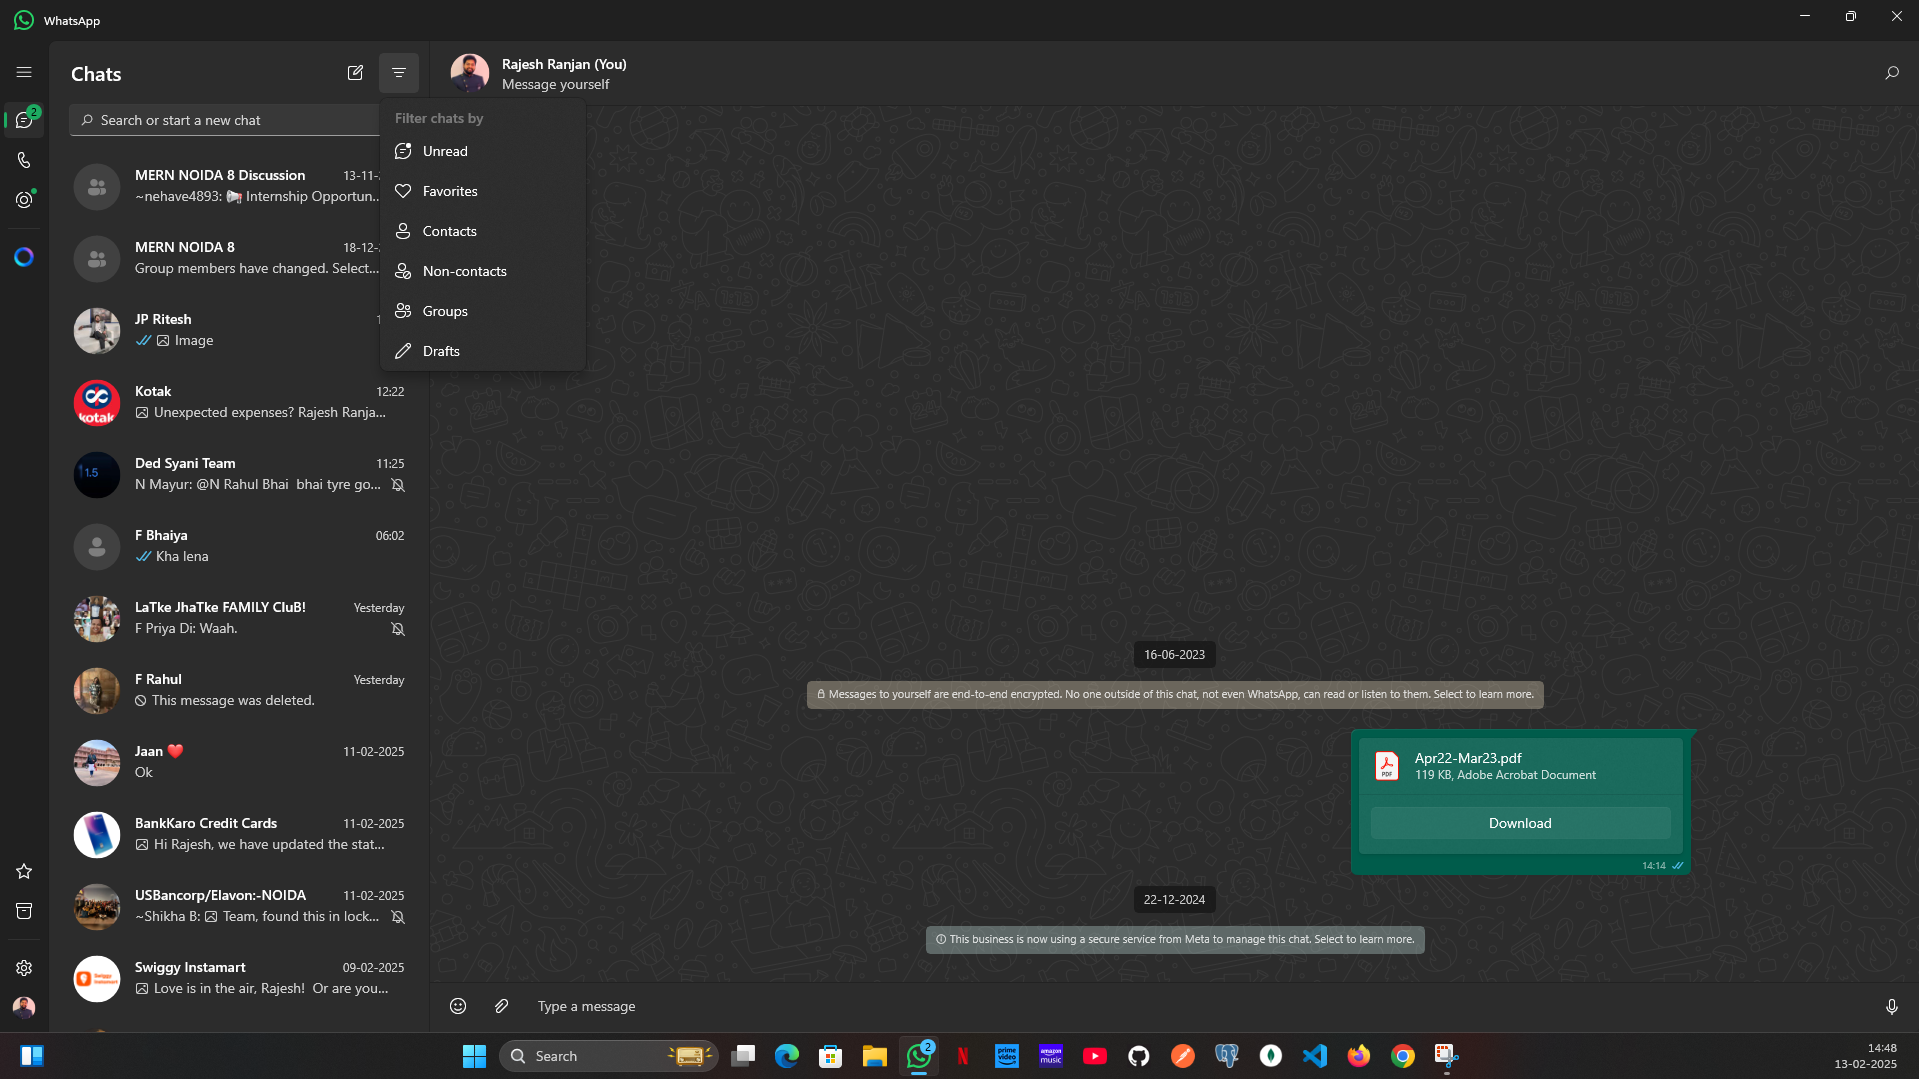 WhatsApp
Chats
Search or start a new chat
2
MERN NOIDA 8 Discussion
13-11-
~nehave4893: 📢 Internship Opportun...
MERN NOIDA 8
18-12-
Group members have changed. Select...
JP Ritesh
Image
Kotak
12:22
Unexpected expenses? Rajesh Ranja...
kotak
Ded Syani Team
11:25
N Mayur: @N Rahul Bhai  bhai tyre go...
1.5
F Bhaiya
06:02
Kha lena
LaTke JhaTke FAMILY CluB!
Yesterday
F Priya Di: Waah.
F Rahul
Yesterday
This message was deleted.
Jaan ❤️
11-02-2025
Ok
BankKaro Credit Cards
11-02-2025
Hi Rajesh, we have updated the stat...
USBancorp/Elavon:-NOIDA
11-02-2025
~Shikha B: Team, found this in lock...
Swiggy Instamart
09-02-2025
Love is in the air, Rajesh!  Or are you...
Filter chats by
Unread
Favorites
Contacts
Non-contacts
Groups
Drafts
Rajesh Ranjan (You)
Message yourself
16-06-2023
Messages to yourself are end-to-end encrypted. No one outside of this chat, not even WhatsApp, can read or listen to them. Select to learn more.
Apr22-Mar23.pdf
119 KB, Adobe Acrobat Document
PDF
Download
14:14
22-12-2024
This business is now using a secure service from Meta to manage this chat. Select to learn more.
Type a message
Search
2
prime video
amazon music
14:48
13-02-2025